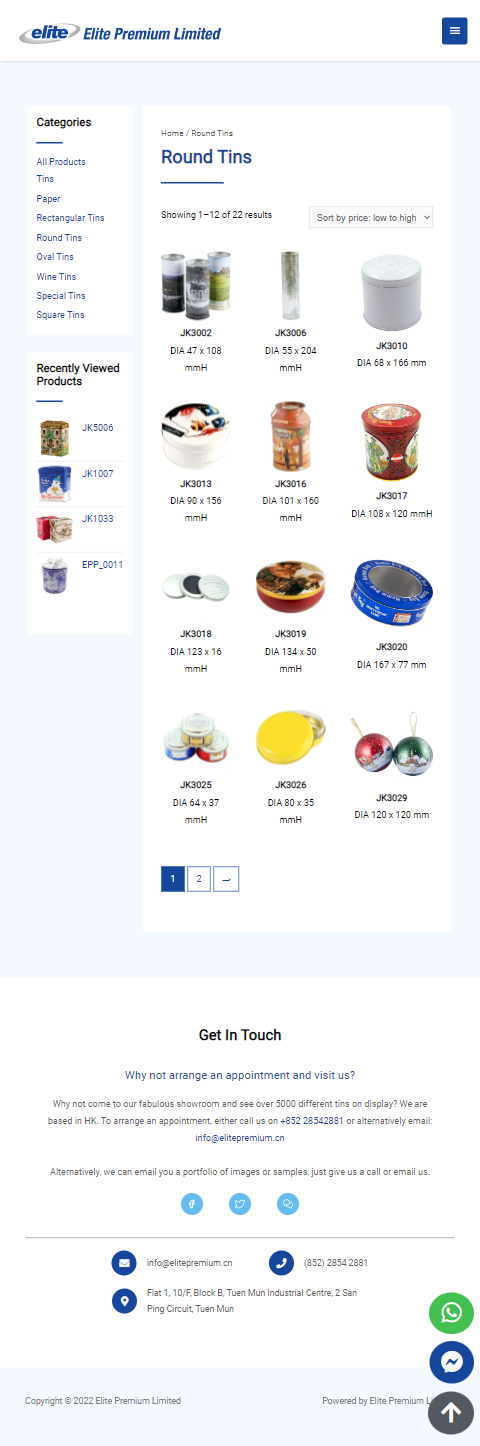 elite Elite Premium Limited
Categories
All Products
Tins
Paper
Rectangular Tins
Round Tins
Oval Tins
Wine Tins
Special Tins
Square Tins
Recently Viewed
Products
JK5006
JK1007
JK1033
EPP_0011
Home / Round Tins
Round Tins
Showing 1–12 of 22 results
Sort by price: low to high
JK3002
DIA 47 x 108
mmH
JK3006
DIA 55 x 204
mmH
JK3010
DIA 68 x 166 mm
JK3013
DIA 90 x 156
mmH
JK3016
DIA 101 x 160
mmH
JK3017
DIA 108 x 120 mmH
JK3018
DIA 123 x 16
mmH
JK3019
DIA 134 x 50
mmH
JK3020
DIA 167 x 77 mm
JK3025
DIA 64 x 37
mmH
JK3026
DIA 80 x 35
mmH
JK3029
DIA 120 x 120 mm
1 2 →
Get In Touch
Why not arrange an appointment and visit us?
Why not come to our fabulous showroom and see over 5000 different tins on display? We are
based in HK. To arrange an appointment, either call us on +852 28542881 or alternatively email:
info@elitepremium.cn
Alternatively, we can email you a portfolio of images or samples, just give us a call or email us.
info@elitepremium.cn
(852) 2854 2881
Flat 1, 10/F, Block B, Tuen Mun Industrial Centre, 2 San
Ping Circuit, Tuen Mun
Copyright © 2022 Elite Premium Limited
Powered by Elite Premium